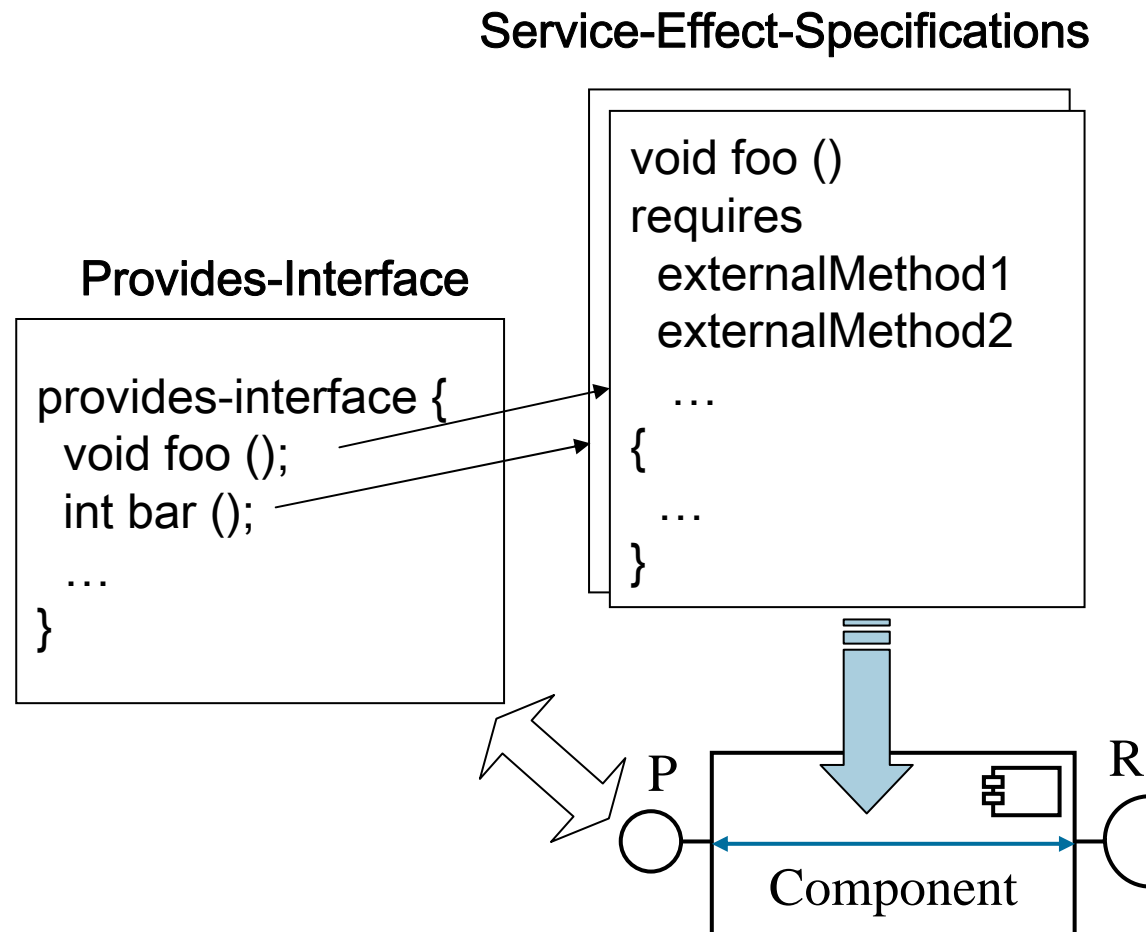 Service-Effect-Specifications
void foo ()
requires
externalMethod1
externalMethod2
…
{
…
}
Provides-Interface
provides-interface {
void foo ();
int bar ();
…
}
P
R
Component